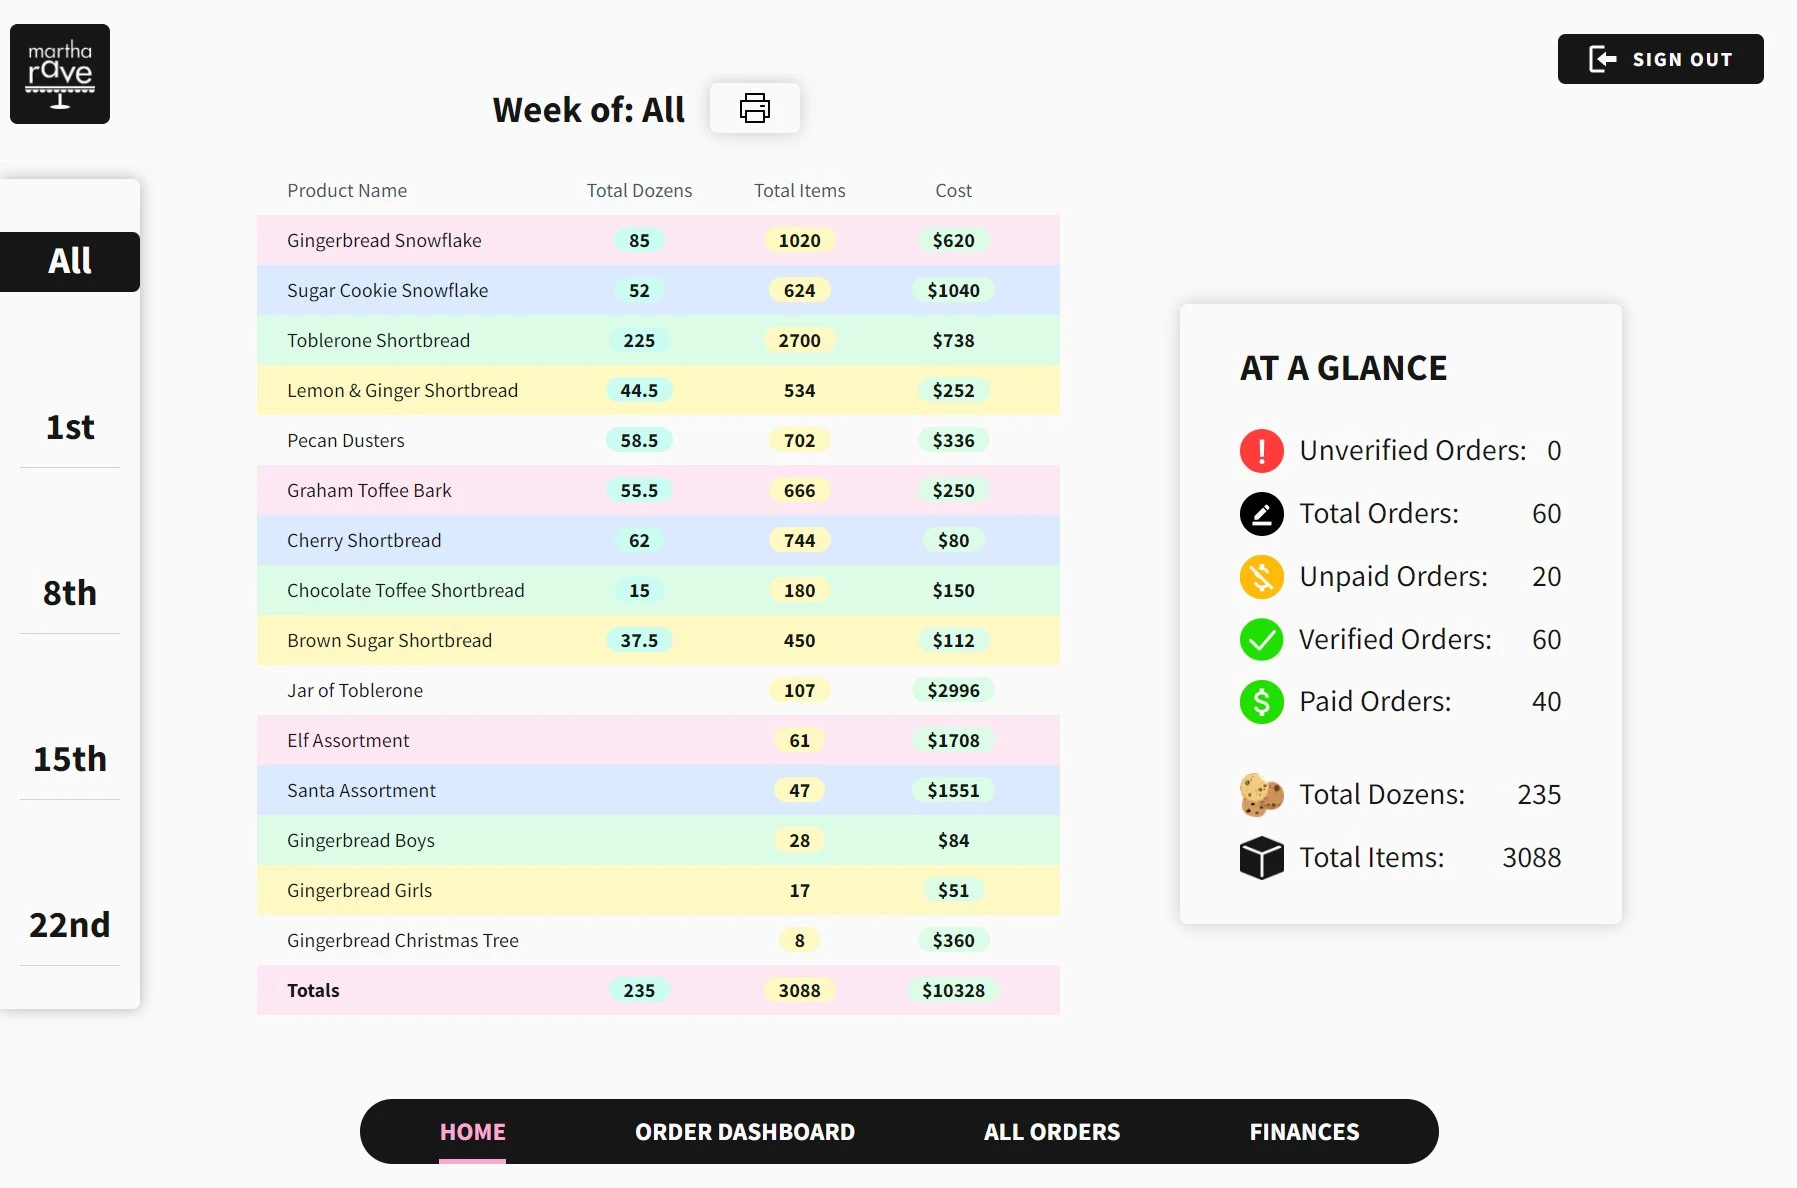 martha
rave
SIGN OUT
Week of: All
All
1st
8th
15th
22nd
Product Name Total Dozens Total Items Cost
Gingerbread Snowflake 85 1020 $620
Sugar Cookie Snowflake 52 624 $1040
Toblerone Shortbread 225 2700 $738
Lemon & Ginger Shortbread 44.5 534 $252
Pecan Dusters 58.5 702 $336
Graham Toffee Bark 55.5 666 $250
Cherry Shortbread 62 744 $80
Chocolate Toffee Shortbread 15 180 $150
Brown Sugar Shortbread 37.5 450 $112
Jar of Toblerone 107 $2996
Elf Assortment 61 $1708
Santa Assortment 47 $1551
Gingerbread Boys 28 $84
Gingerbread Girls 17 $51
Gingerbread Christmas Tree 8 $360
Totals 235 3088 $10328
AT A GLANCE
Unverified Orders: 0
Total Orders: 60
Unpaid Orders: 20
Verified Orders: 60
Paid Orders: 40
Total Dozens: 235
Total Items: 3088
HOME ORDER DASHBOARD ALL ORDERS FINANCES